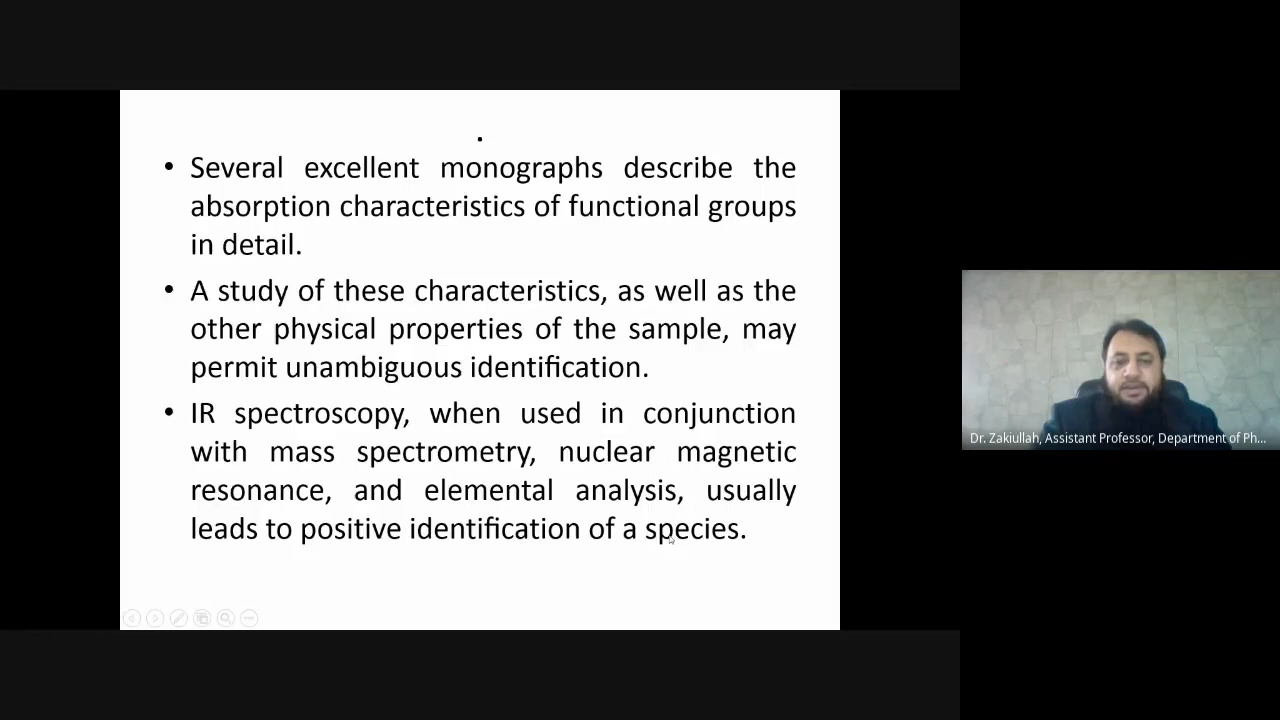 .
• Several excellent monographs describe the
absorption characteristics of functional groups
in detail.
• A study of these characteristics, as well as the
other physical properties of the sample, may
permit unambiguous identification.
• IR spectroscopy, when used in conjunction
with mass spectrometry, nuclear magnetic
resonance, and elemental analysis, usually
leads to positive identification of a species.
Dr. Zakiullah, Assistant Professor, Department of Ph...